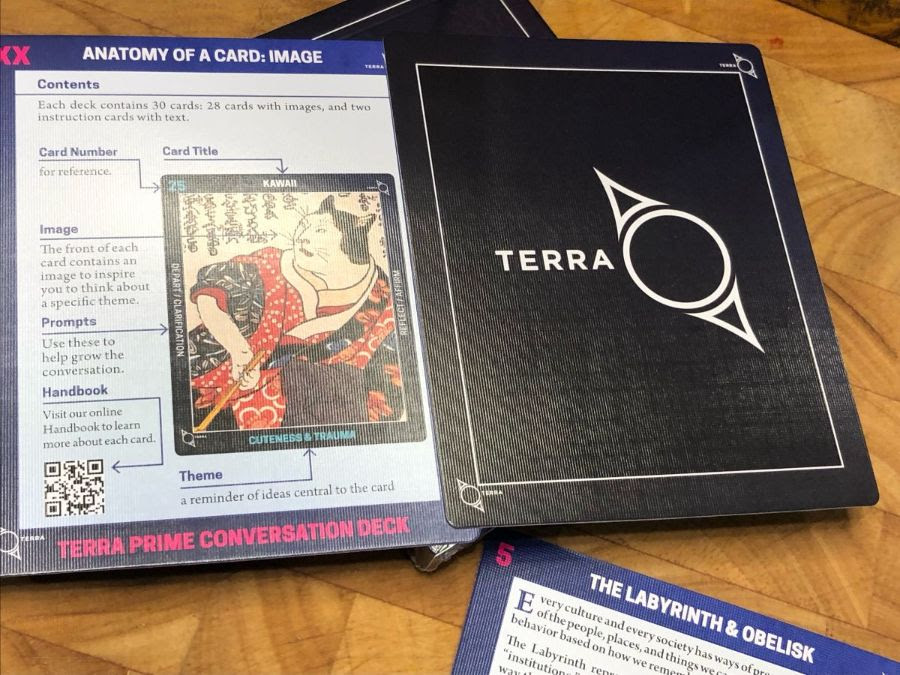 XX
ANATOMY OF A CARD: IMAGE
TERRA
Contents
Each deck contains 30 cards: 28 cards with images, and two
instruction cards with text.
Card Number
for reference.
Card Title
25
KAWAII
Image
The front of each
card contains an
image to inspire
you to think about
a specific theme.
DEPART / CLARIFICATION
REFLECT / AFFIRM
Prompts
Use these to
help grow the
conversation.
Handbook
Visit our online
Handbook to learn
more about each card.
TERRA
CUTENESS & TRAUMA
Theme
a reminder of ideas central to the card
TERRA
TERRA PRIME CONVERSATION DECK
TERRA
TERRA
TERRA
5
THE LABYRINTH & OBELISK
Every culture and every society has ways of
of the people, places, and things we
behavior based on how we
The Labyrinth